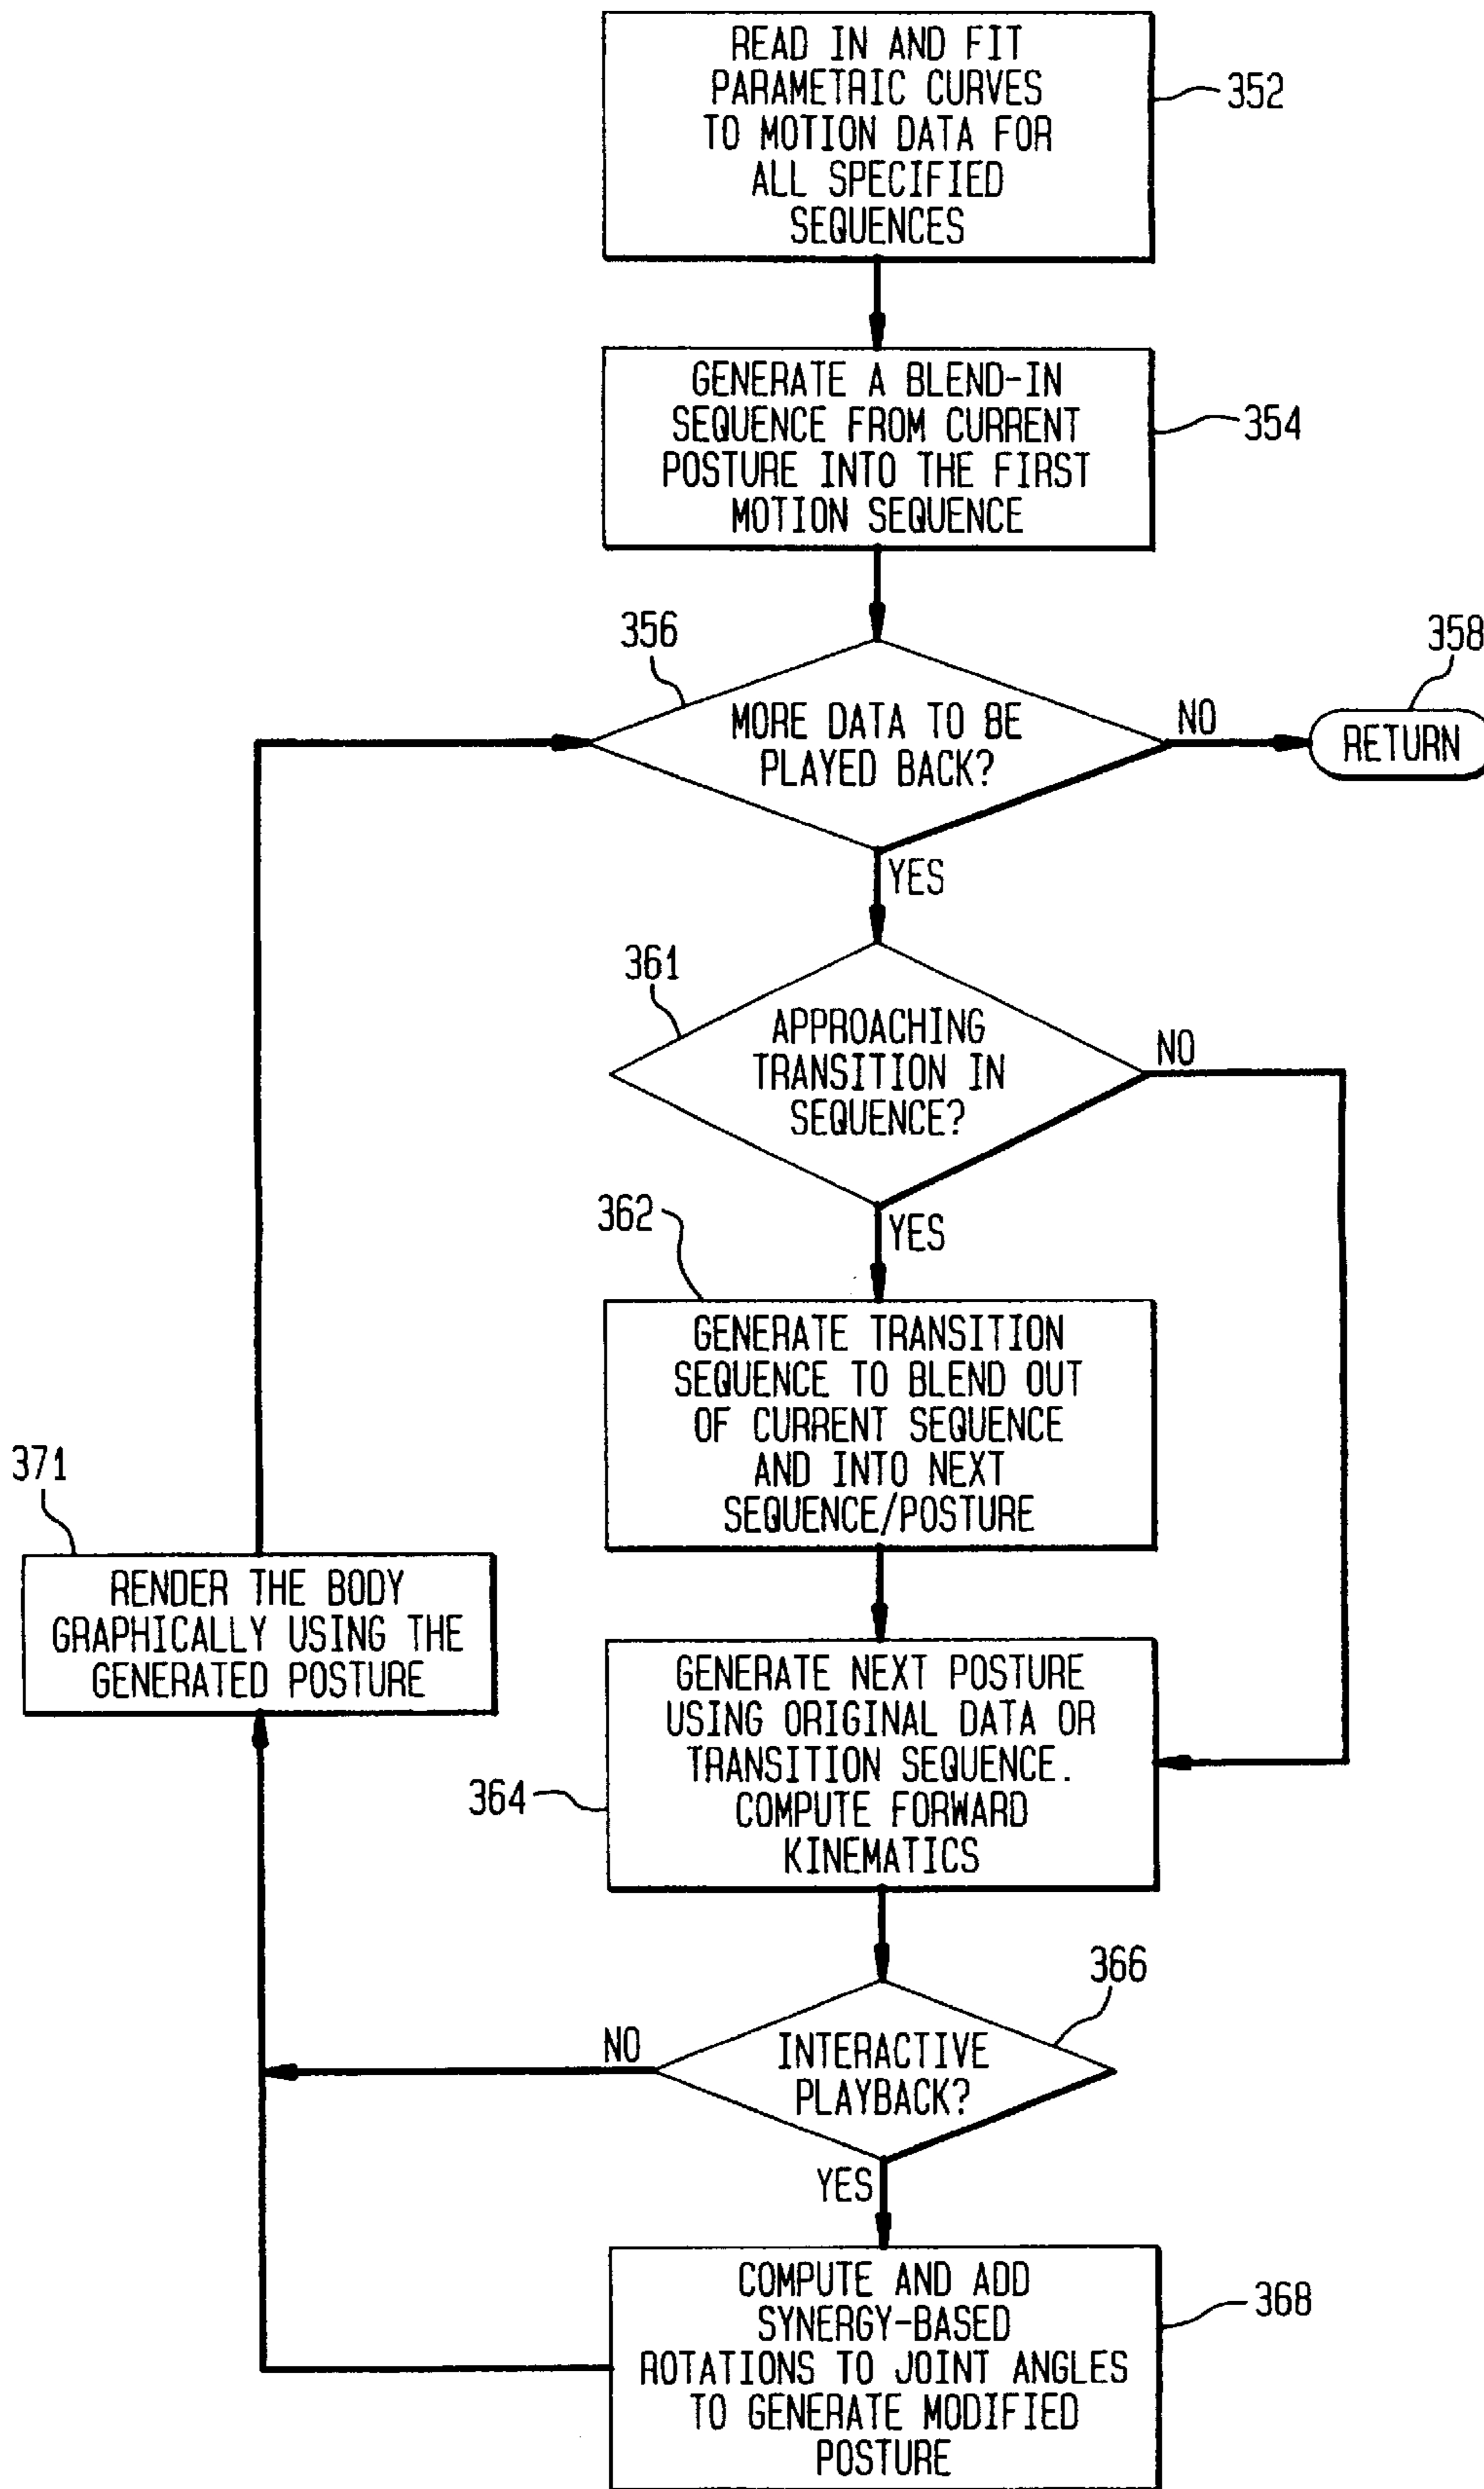 READ IN AND FIT
PARAMETRIC CURVES
TO MOTION DATA FOR
ALL SPECIFIED
SEQUENCES
352
GENERATE A BLEND-IN
SEQUENCE FROM CURRENT
POSTURE INTO THE FIRST
MOTION SEQUENCE
354
356
MORE DATA TO BE
PLAYED BACK?
NO
358
RETURN
YES
361
APPROACHING
TRANSITION IN
SEQUENCE?
NO
YES
362
GENERATE TRANSITION
SEQUENCE TO BLEND OUT
OF CURRENT SEQUENCE
AND INTO NEXT
SEQUENCE/POSTURE
371
RENDER THE BODY
GRAPHICALLY USING THE
GENERATED POSTURE
GENERATE NEXT POSTURE
USING ORIGINAL DATA OR
TRANSITION SEQUENCE.
COMPUTE FORWARD
KINEMATICS
364
366
INTERACTIVE
PLAYBACK?
NO
YES
COMPUTE AND ADD
SYNERGY-BASED
ROTATIONS TO JOINT ANGLES
TO GENERATE MODIFIED
POSTURE
368